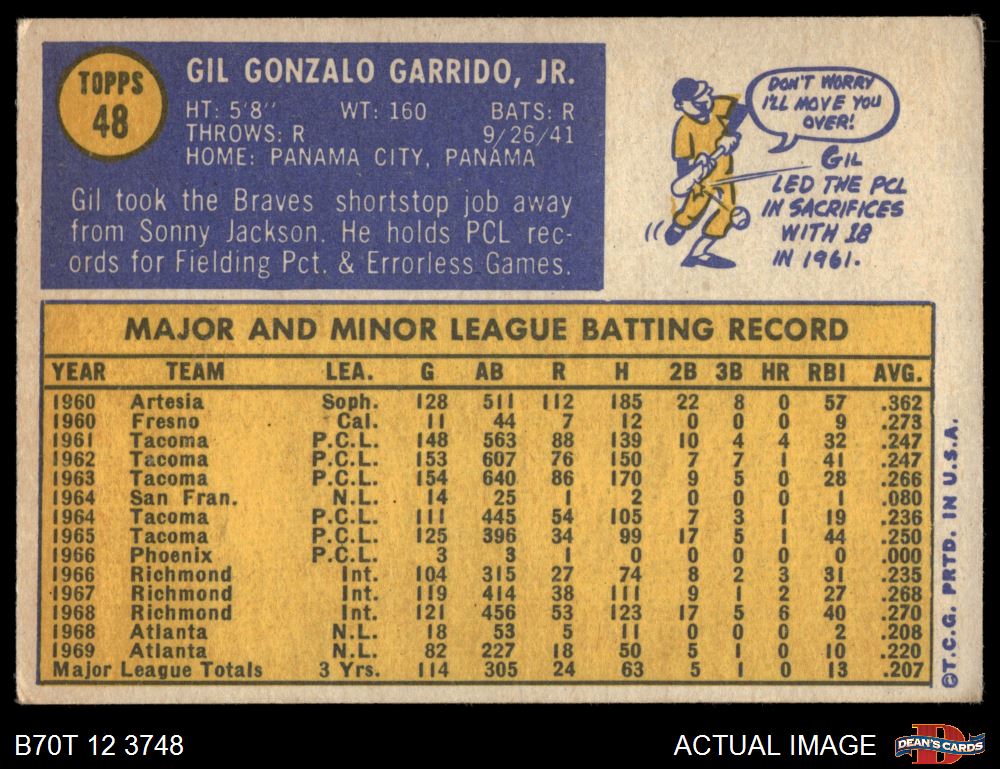 TOPPS
48
GIL GONZALO GARRIDO, JR.
HT: 5'8" WT: 160 BATS: R
THROWS: R 9/26/41
HOME: PANAMA CITY, PANAMA
Gil took the Braves shortstop job away
from Sonny Jackson. He holds PCL rec-
ords for Fielding Pct. & Errorless Games.
DON'T WORRY
I'LL MOVE YOU
OVER!
GIL
LED THE PCL
IN SACRIFICES
WITH 18
IN 1961.
MAJOR AND MINOR LEAGUE BATTING RECORD
YEAR TEAM LEA. G AB R H 2B 3B HR RBI AVG.
1960 Artesia Soph. 128 511 112 185 22 8 0 57 .362
1960 Fresno Cal. 11 44 7 12 0 0 0 9 .273
1961 Tacoma P.C.L. 148 563 88 139 10 4 4 32 .247
1962 Tacoma P.C.L. 153 607 76 150 7 7 1 41 .247
1963 Tacoma P.C.L. 154 640 86 170 9 5 0 28 .266
1964 San Fran. N.L. 14 25 1 2 0 0 0 1 .080
1964 Tacoma P.C.L. 111 445 54 105 7 3 1 19 .236
1965 Tacoma P.C.L. 125 396 34 99 17 5 1 44 .250
1966 Phoenix P.C.L. 3 3 1 0 0 0 0 0 .000
1966 Richmond Int. 104 315 27 74 8 2 3 31 .235
1967 Richmond Int. 119 414 38 111 9 1 2 27 .268
1968 Richmond Int. 121 456 53 123 17 5 6 40 .270
1968 Atlanta N.L. 18 53 5 11 0 0 0 2 .208
1969 Atlanta N.L. 82 227 18 50 5 1 0 10 .220
Major League Totals 3 Yrs. 114 305 24 63 5 1 0 13 .207
©T.C.G. PRTD. IN U.S.A.
B70T 12 3748
ACTUAL IMAGE
D
DEAN'S CARDS